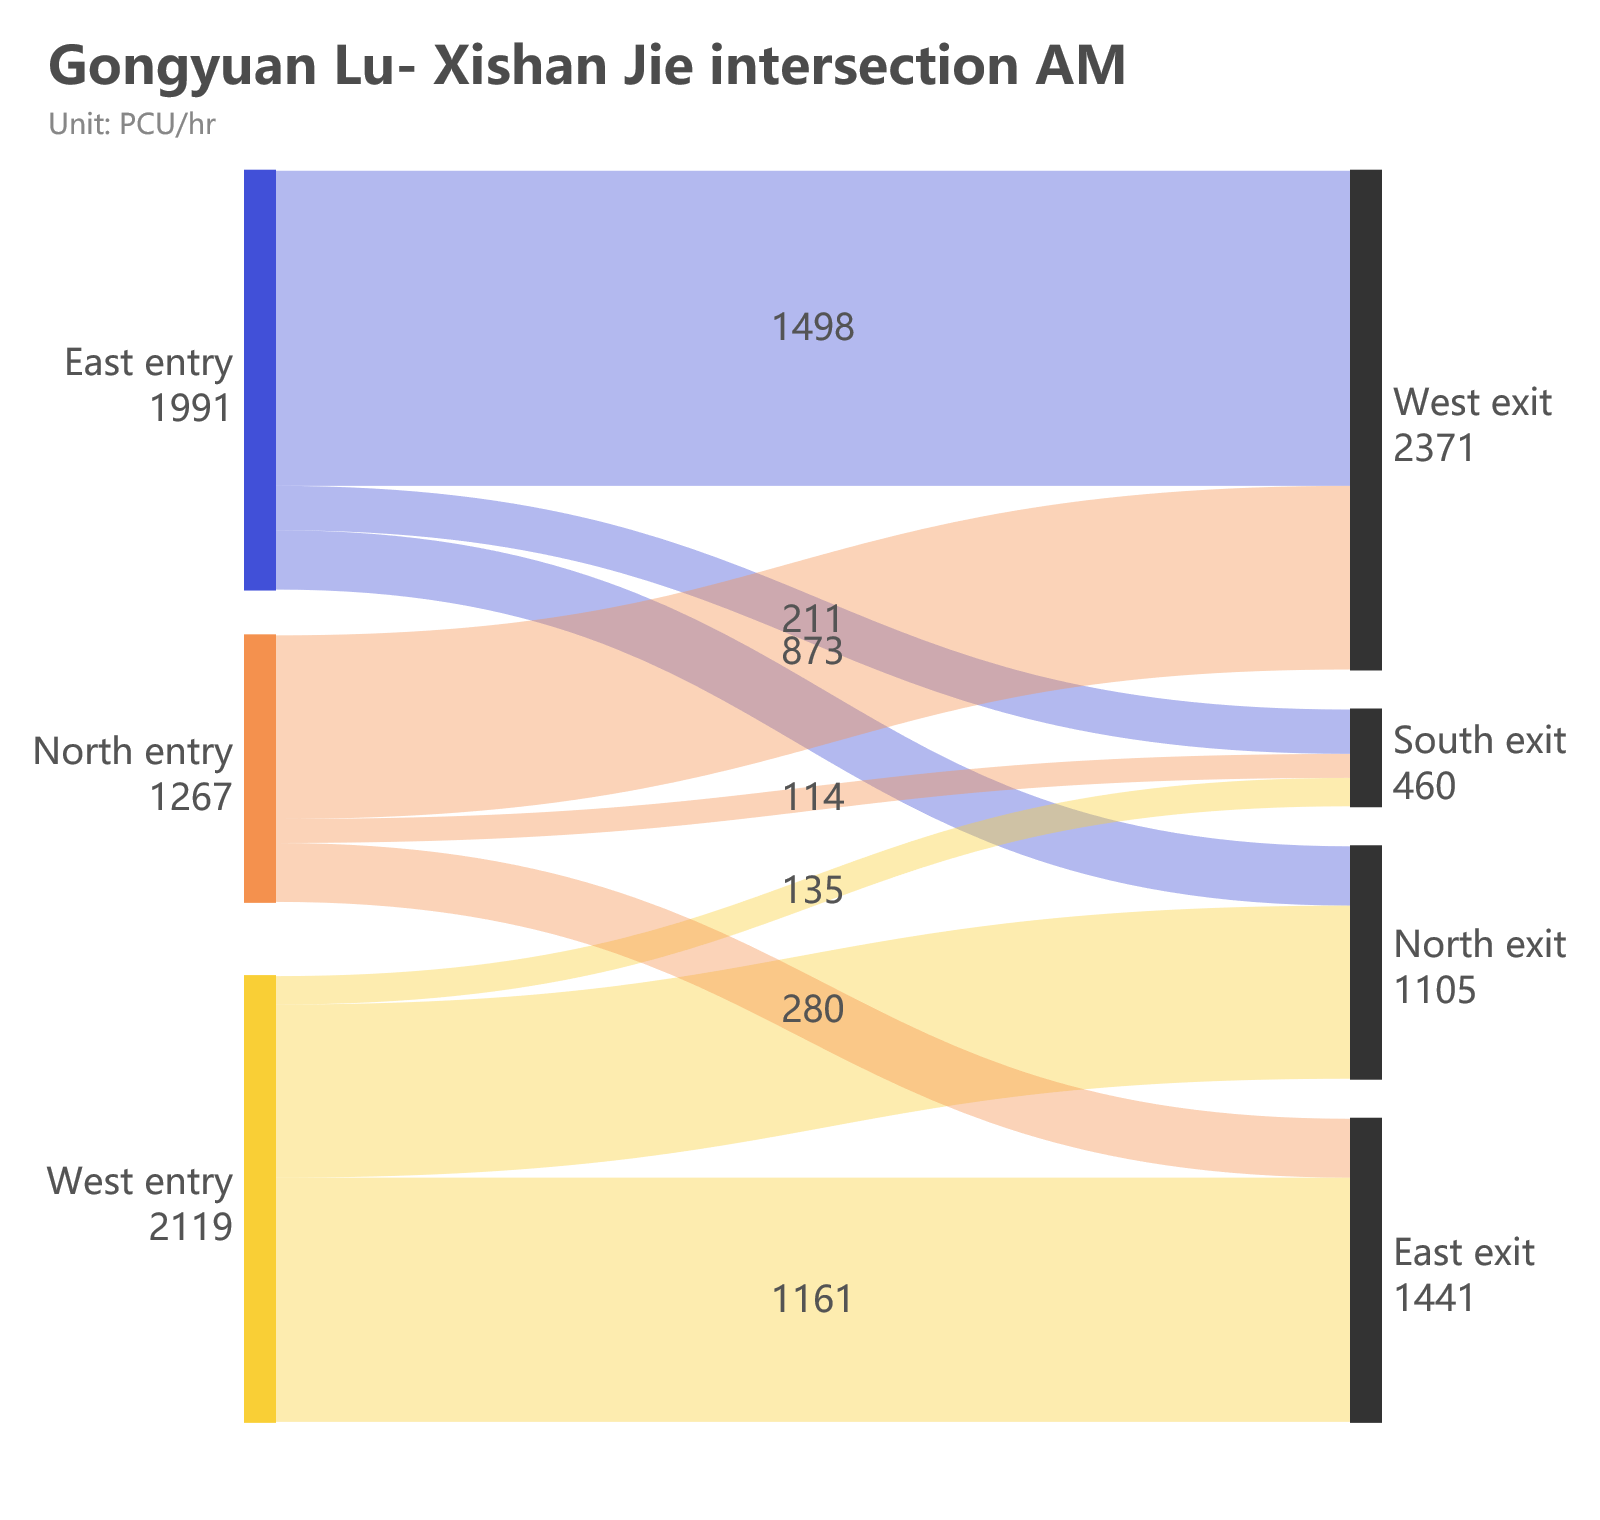 Gongyuan Lu- Xishan Jie intersection AM
Unit: PCU/hr
East entry
1991
North entry
1267
West entry
2119
1498
211
873
114
135
280
1161
West exit
2371
South exit
460
North exit
1105
East exit
1441